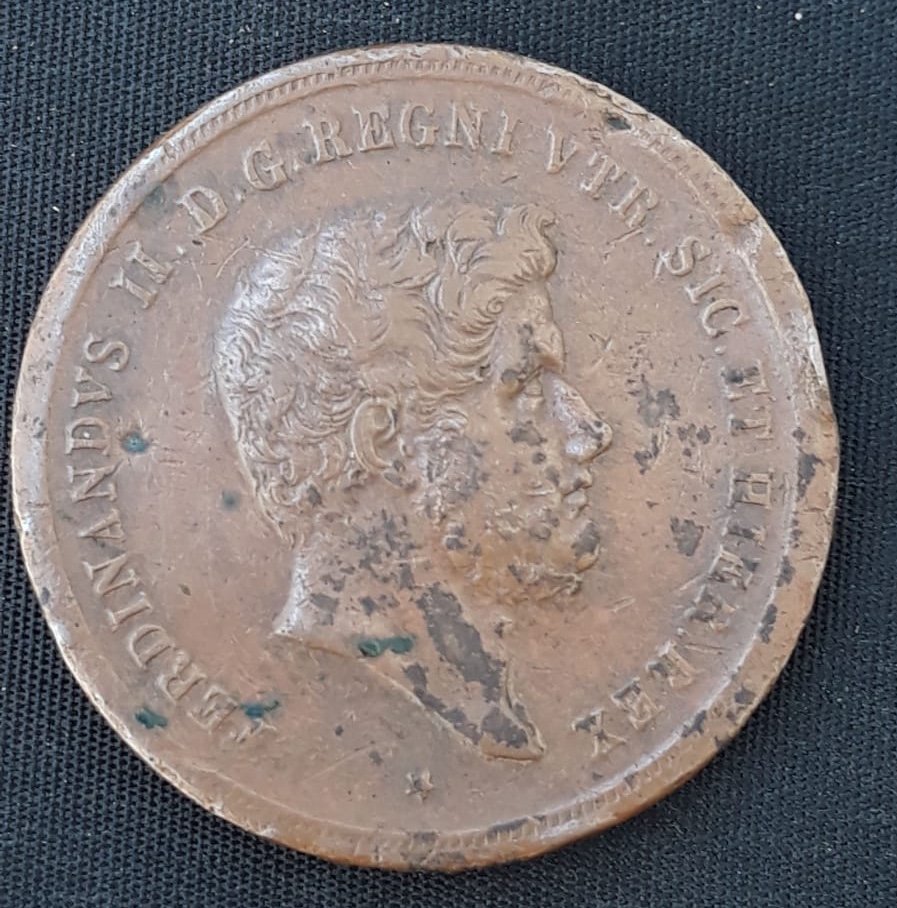 FERDINANDVS II. D. G. REGNI VTR. SIC. ET HIER. REX